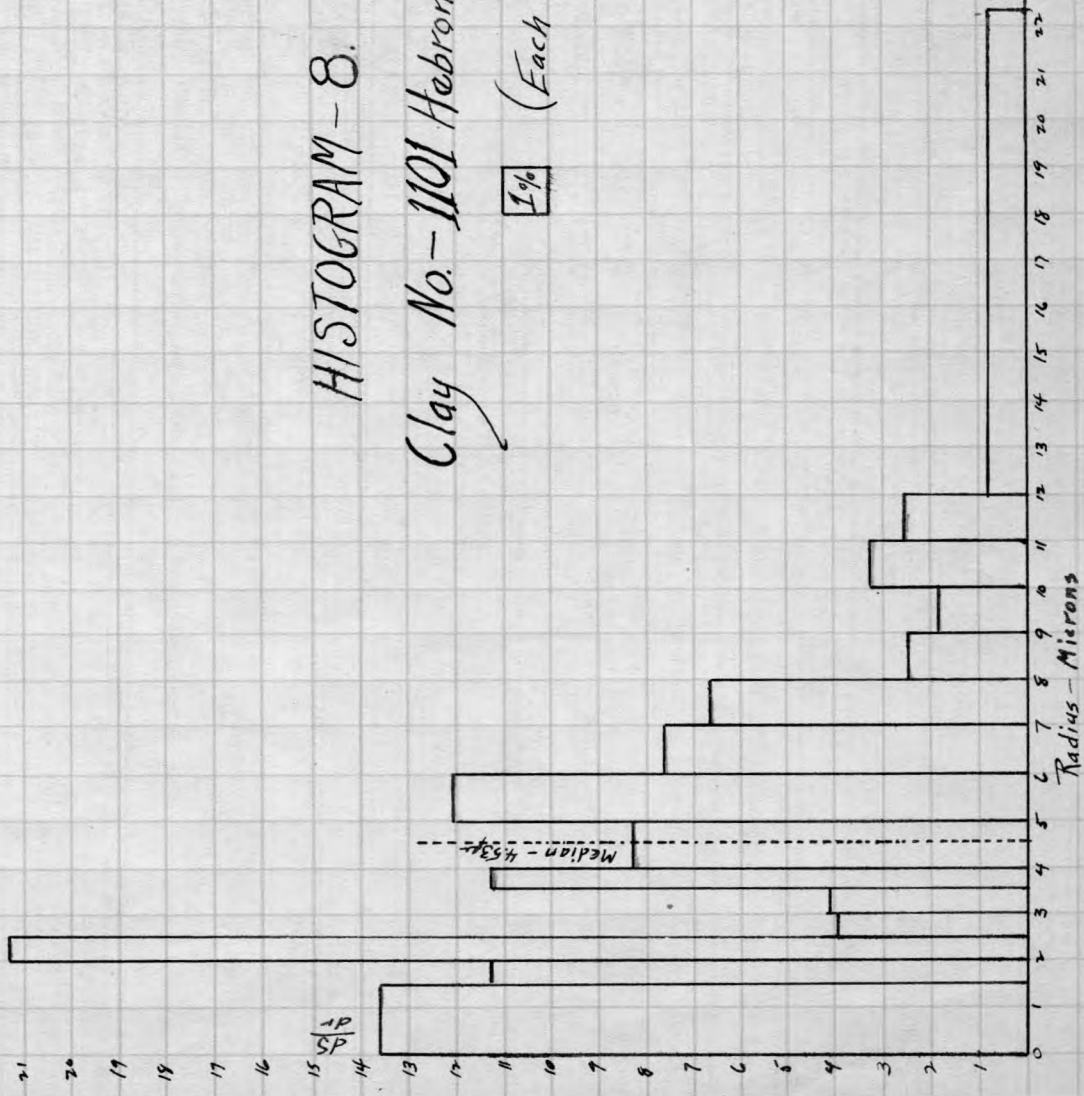 HISTOGRAM - 8.
Clay No. - 1101 Hebron
1% (Each
dS
dr
21
20
19
18
17
16
15
14
13
12
11
10
9
8
7
6
5
4
3
2
1
Median - 4.53μ
0 1 2 3 4 5 6 7 8 9 10 11 12 13 14 15 16 17 18 19 20 21 22
Radius - Microns